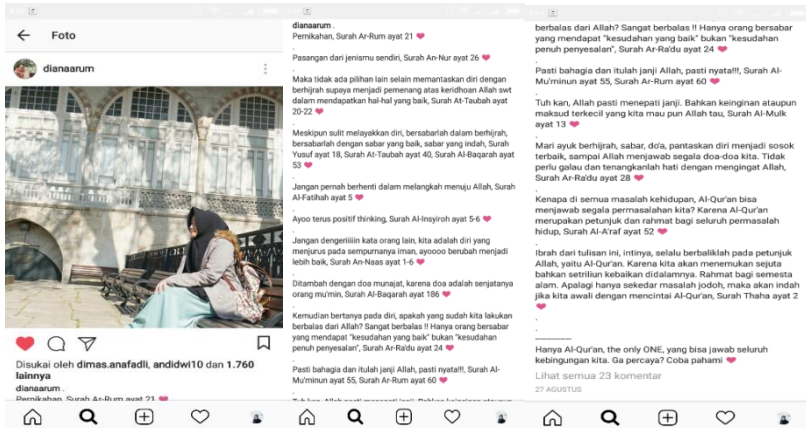 Foto
dianaarum
Disukai oleh dimas.anafadli, andidwi10 dan 1.760
lainnya
dianaarum .
Pernikahan, Surah Ar-Rum ayat 21 ❤
dianaarum .
Pernikahan, Surah Ar-Rum ayat 21 ❤
.
Pasangan dari jenismu sendiri, Surah An-Nur ayat 26 ❤
.
Maka tidak ada pilihan lain selain memantaskan diri dengan
berhijrah supaya menjadi pemenang atas keridhoan Allah swt
dalam mendapatkan hal-hal yang baik, Surah At-Taubah ayat
20-22 ❤
.
Meskipun sulit melayakkan diri, bersabarlah dalam berhijrah,
bersabarlah dengan sabar yang baik, sabar yang indah, Surah
Yusuf ayat 18, Surah At-Taubah ayat 40, Surah Al-Baqarah ayat
53 ❤
.
Jangan pernah berhenti dalam melangkah menuju Allah, Surah
Al-Fatihah ayat 5 ❤
.
Ayoo terus positif thinking, Surah Al-Insyiroh ayat 5-6 ❤
.
Jangan dengeriiiin kata orang lain, kita adalah diri yang
menjurus pada sempurnanya iman, ayoooo berubah menjadi
lebih baik, Surah An-Naas ayat 1-6 ❤
.
Ditambah dengan doa munajat, karena doa adalah senjatanya
orang mu'min, Surah Al-Baqarah ayat 186 ❤
.
Kemudian bertanya pada diri, apakah yang sudah kita lakukan
berbalas dari Allah? Sangat berbalas !! Hanya orang bersabar
yang mendapat "kesudahan yang baik" bukan "kesudahan
penuh penyesalan", Surah Ar-Ra'du ayat 24 ❤
.
Pasti bahagia dan itulah janji Allah, pasti nyata!!!, Surah Al-
Mu'minun ayat 55, Surah Ar-Rum ayat 60 ❤
.
berbalas dari Allah? Sangat berbalas !! Hanya orang bersabar
yang mendapat "kesudahan yang baik" bukan "kesudahan
penuh penyesalan", Surah Ar-Ra'du ayat 24 ❤
.
Pasti bahagia dan itulah janji Allah, pasti nyata!!!, Surah Al-
Mu'minun ayat 55, Surah Ar-Rum ayat 60 ❤
.
Tuh kan, Allah pasti menepati janji. Bahkan keinginan ataupun
maksud terkecil yang kita mau pun Allah tau, Surah Al-Mulk
ayat 13 ❤
.
Mari ayuk berhijrah, sabar, do'a, pantaskan diri menjadi sosok
terbaik, sampai Allah menjawab segala doa-doa kita. Tidak
perlu galau dan tenangkanlah hati dengan mengingat Allah,
Surah Ar-Ra'du ayat 28 ❤
.
Kenapa di semua masalah kehidupan, Al-Qur'an bisa
menjawab segala permasalahan kita? Karena Al-Qur'an
merupakan petunjuk dan rahmat bagi seluruh permasalah
hidup, Surah Al-A'raf ayat 52 ❤
.
Ibrah dari tulisan ini, intinya, selalu berbaliklah pada petunjuk
Allah, yaitu Al-Qur'an. Karena kita akan menemukan sejuta
bahkan setriliun kebaikan didalamnya. Rahmat bagi semesta
alam. Apalagi hanya sekedar masalah jodoh, maka akan indah
jika kita awali dengan mencintai Al-Qur'an, Surah Thaha ayat 2
❤
.
.
Hanya Al-Qur'an, the only ONE, yang bisa jawab seluruh
kebingungan kita. Ga percaya? Coba pahami ❤
Lihat semua 23 komentar
27 AGUSTUS